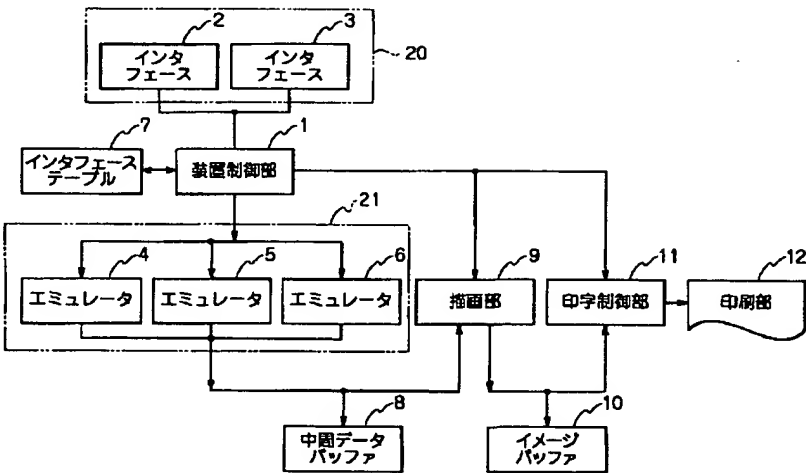 2
3
20
インタ
フェース
インタ
フェース
7
1
インタフェース
テーブル
装置制御部
21
4
5
6
9
11
12
エミュレータ
エミュレータ
エミュレータ
描画部
印字制御部
印刷部
8
10
中間データ
バッファ
イメージ
バッファ